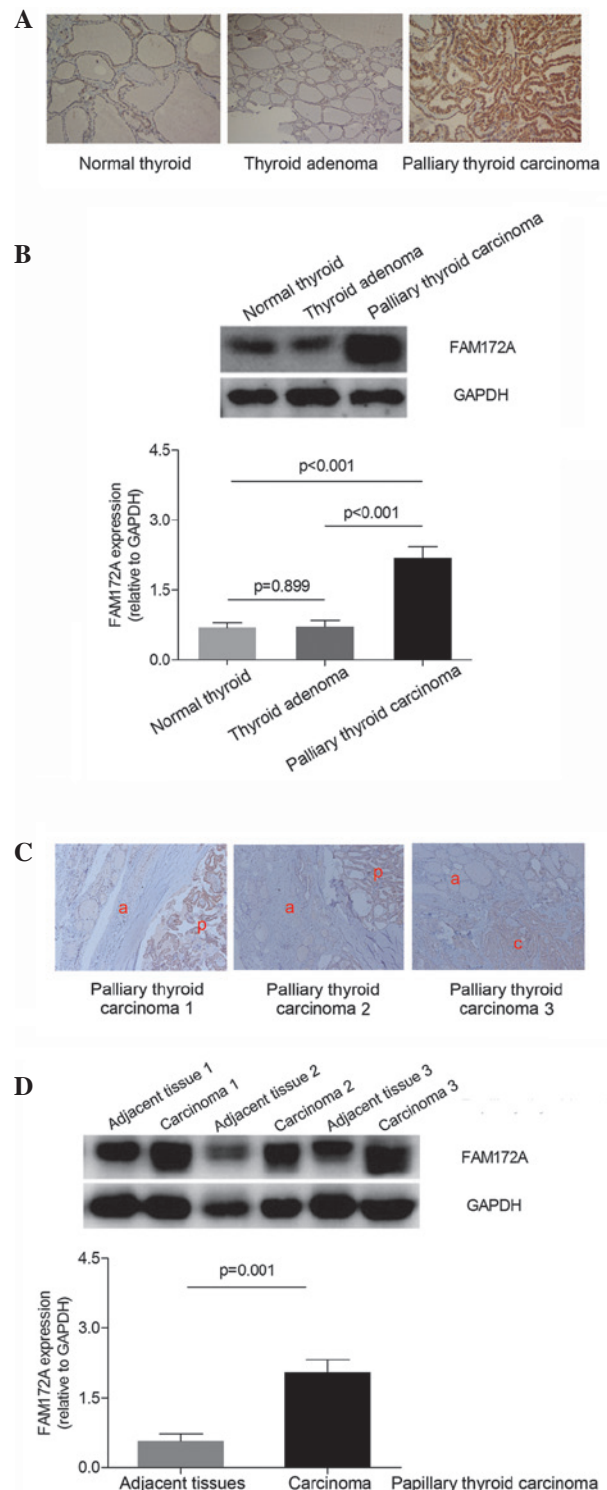 A
Normal thyroid
Thyroid adenoma
Palliary thyroid carcinoma
B
Normal thyroid
Thyroid adenoma
Palliary thyroid carcinoma
FAM172A
GAPDH
FAM172A expression
(relative to GAPDH)
4.5
3.0
1.5
0.0
p<0.001
p<0.001
p=0.899
Normal thyroid
Thyroid adenoma
Palliary thyroid carcinoma
C
a
p
a
p
a
c
Palliary thyroid
carcinoma 1
Palliary thyroid
carcinoma 2
Palliary thyroid
carcinoma 3
D
Adjacent tissue 1
Carcinoma 1
Adjacent tissue 2
Carcinoma 2
Adjacent tissue 3
Carcinoma 3
FAM172A
GAPDH
FAM172A expression
(relative to GAPDH)
4.5
3.0
1.5
0.0
p=0.001
Adjacent tissues
Carcinoma
Papillary thyroid carcinoma